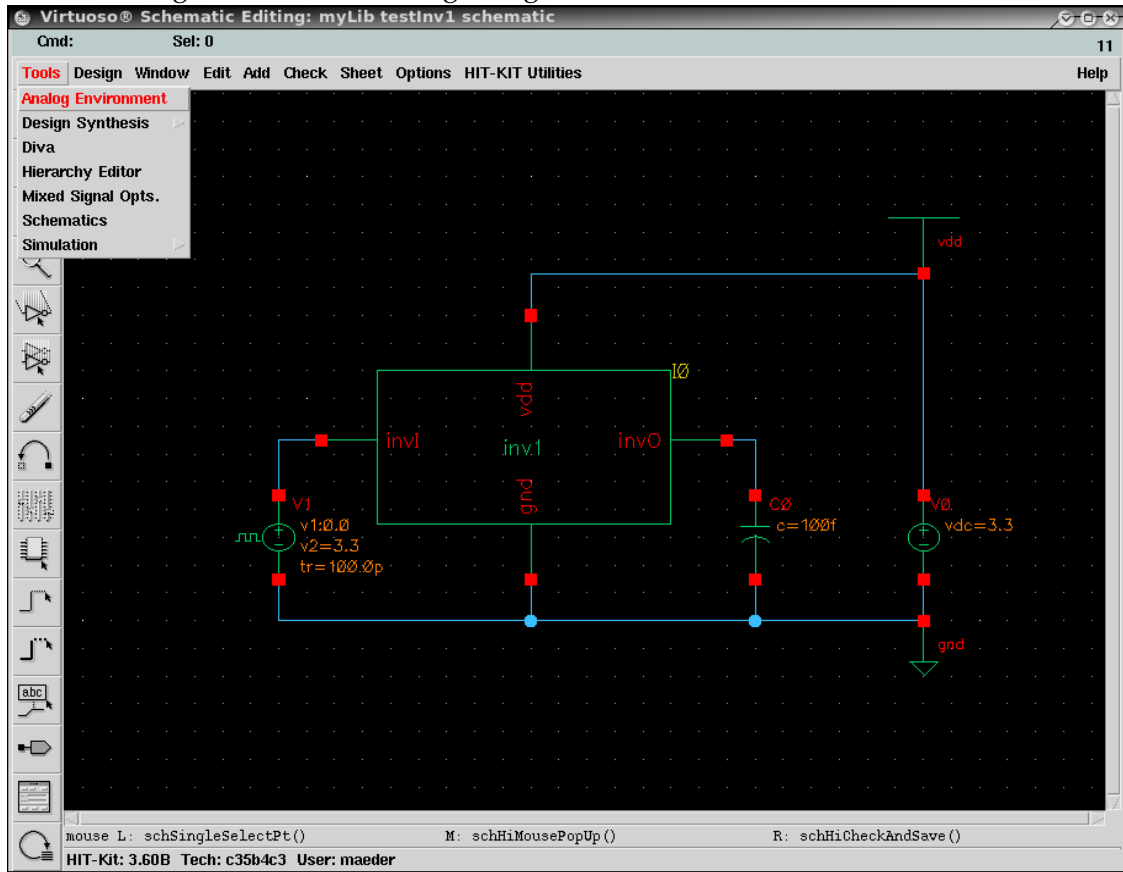 Virtuoso® Schematic Editing: myLib testInv1 schematic
Cmd: Sel: 0
11
Tools Design Window Edit Add Check Sheet Options HIT-KIT Utilities Help
Analog Environment
Design Synthesis
Diva
Hierarchy Editor
Mixed Signal Opts.
Schematics
Simulation
vdd
I0
vdd
invI
inv1
invO
gnd
V1
v1:0.0
v2=3.3
tr=100.0p
C0
c=100f
V0
vdc=3.3
gnd
abc
mouse L: schSingleSelectPt() M: schHiMousePopUp() R: schHiCheckAndSave()
HIT-Kit: 3.60B Tech: c35b4c3 User: maeder